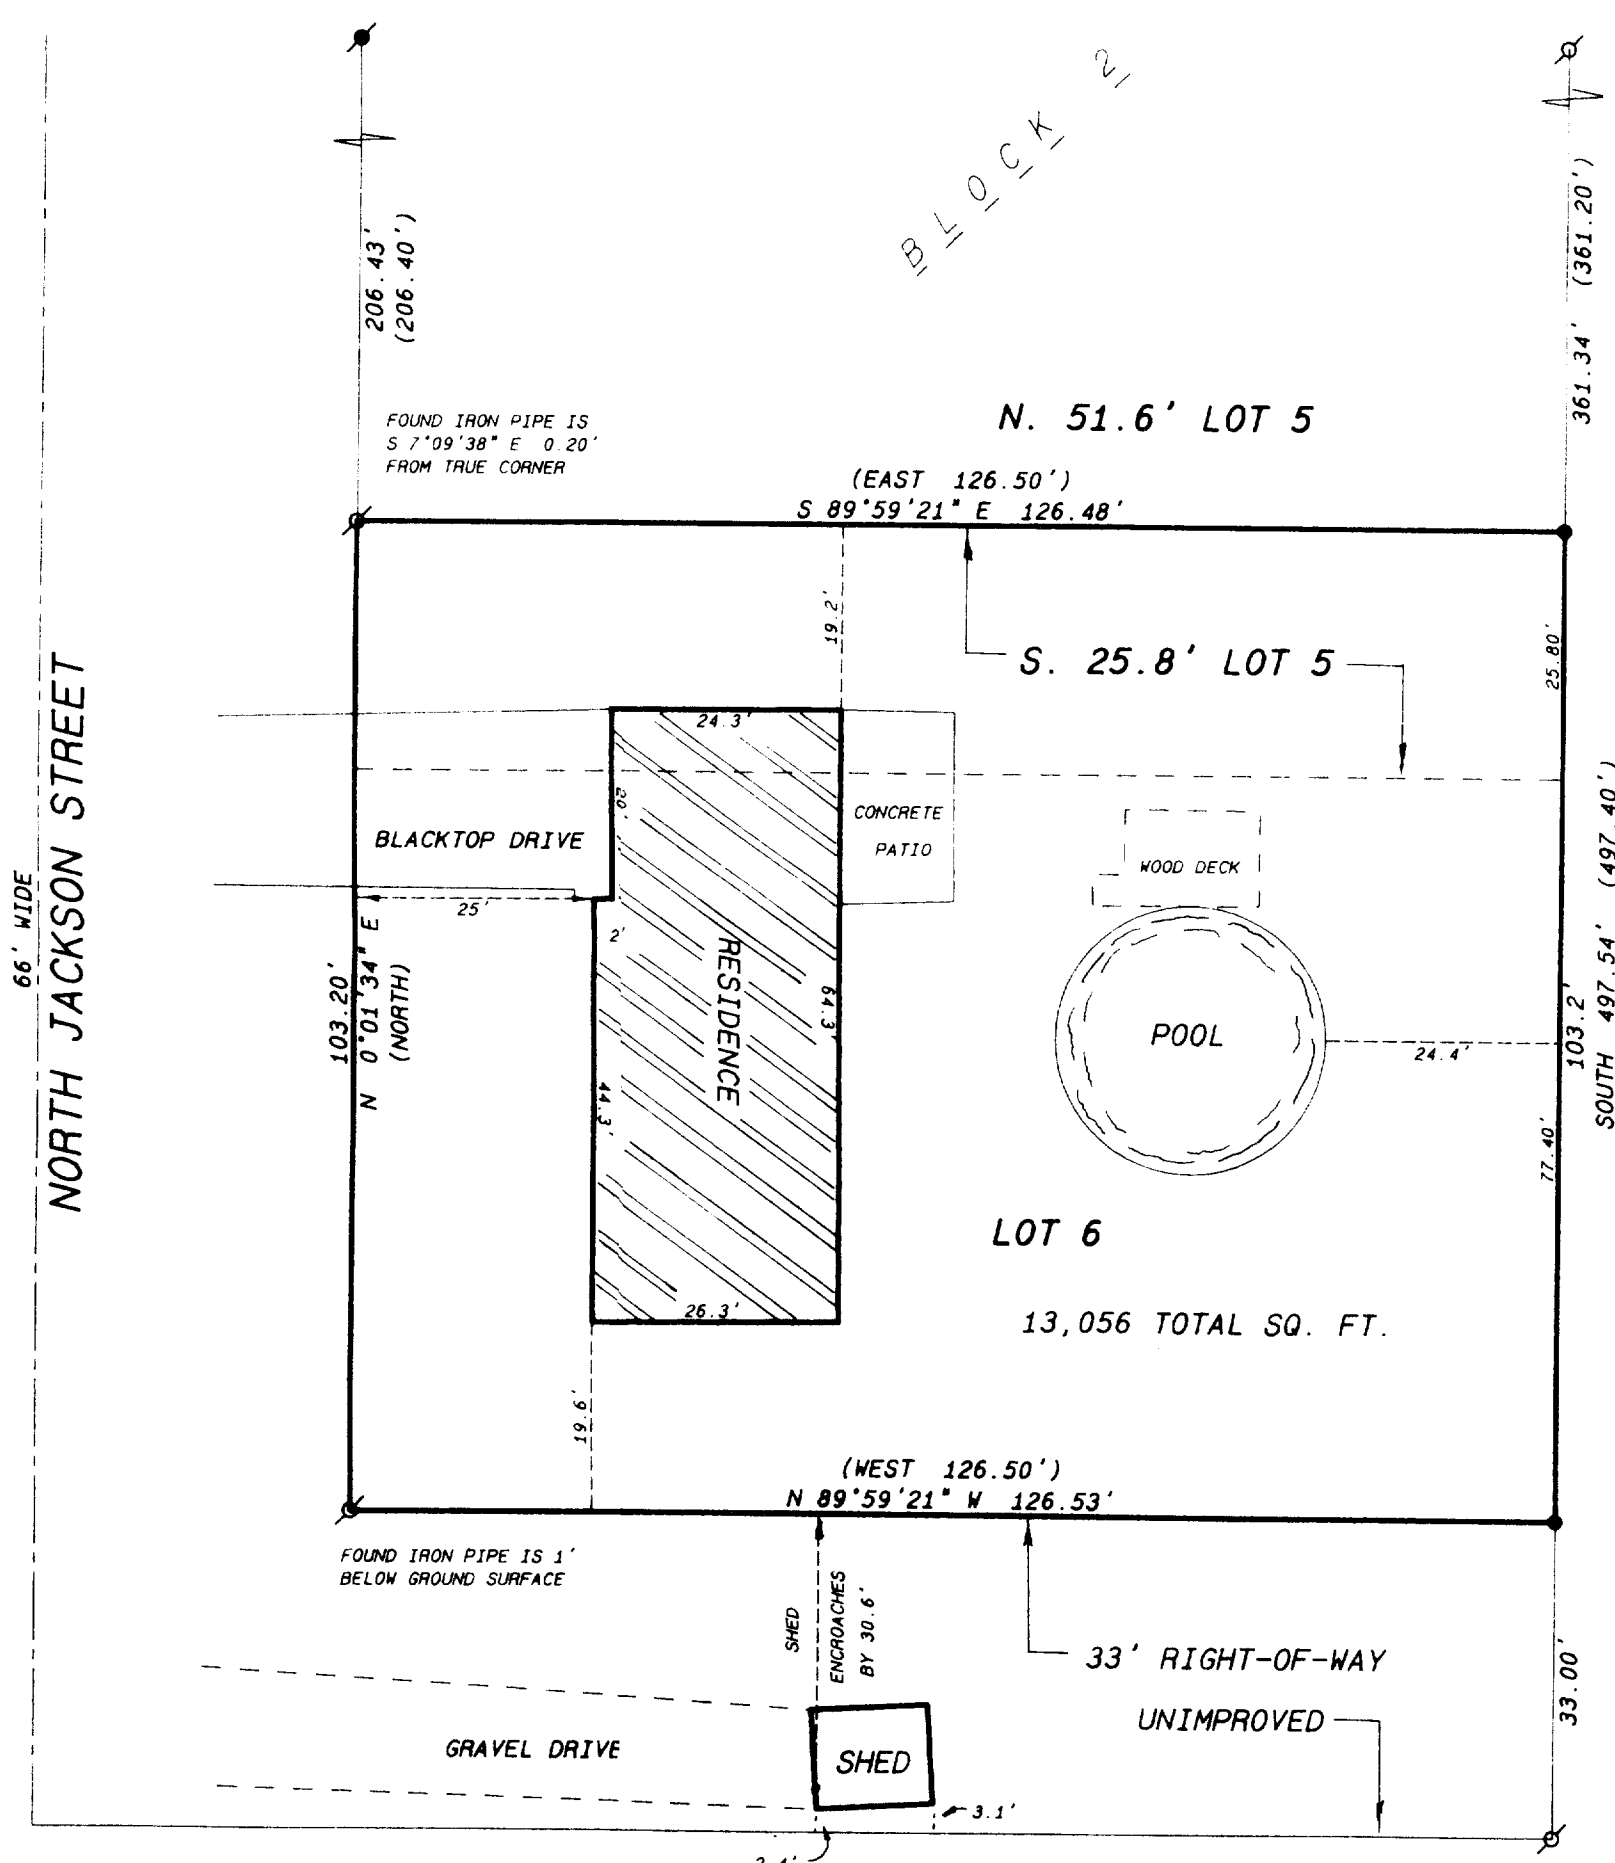 BLOCK 2
206.43'
(206.40')
361.34' (361.20')
N. 51.6' LOT 5
FOUND IRON PIPE IS
S 7°09'38" E 0.20'
FROM TRUE CORNER
(EAST 126.50')
S 89°59'21" E 126.48'
19.2'
S. 25.8' LOT 5
25.80'
66' WIDE
NORTH JACKSON STREET
24.3'
20'
BLACKTOP DRIVE
CONCRETE
PATIO
WOOD DECK
25'
2'
103.20'
N 0°01'34" E
(NORTH)
RESIDENCE
64.3'
44.3'
POOL
24.4'
103.2'
SOUTH 497.54' (497.40')
77.40'
LOT 6
26.3'
13,056 TOTAL SQ. FT.
19.6'
(WEST 126.50')
N 89°59'21" W 126.53'
FOUND IRON PIPE IS 1'
BELOW GROUND SURFACE
SHED
ENCROACHES
BY 30.6'
33' RIGHT-OF-WAY
UNIMPROVED
33.00'
GRAVEL DRIVE
SHED
3.1'